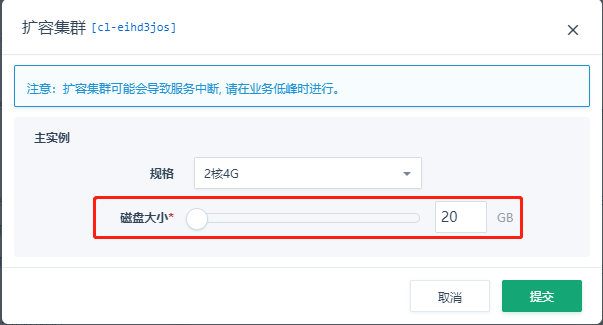 扩容集群 [cl-eihd3jos]
注意：扩容集群可能会导致服务中断, 请在业务低峰时进行。
主实例
规格 2核4G
磁盘大小* 20 GB
取消 提交